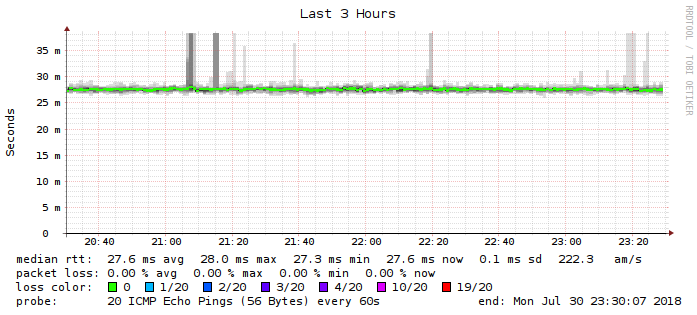 Last 3 Hours
RRDTOOL / TOBI OETIKER
Seconds
35 m
30 m
25 m
20 m
15 m
10 m
5 m
0
20:40 21:00 21:20 21:40 22:00 22:20 22:40 23:00 23:20
median rtt: 27.6 ms avg 28.0 ms max 27.3 ms min 27.6 ms now 0.1 ms sd 222.3 am/s
packet loss: 0.00 % avg 0.00 % max 0.00 % min 0.00 % now
loss color: 0 1/20 2/20 3/20 4/20 10/20 19/20
probe: 20 ICMP Echo Pings (56 Bytes) every 60s end: Mon Jul 30 23:30:07 2018